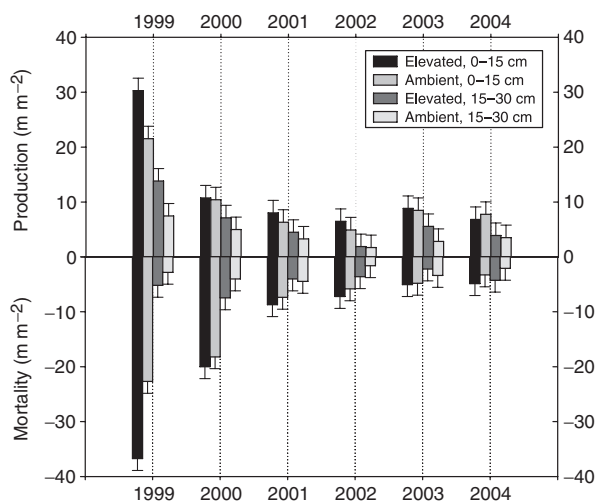 1999 2000 2001 2002 2003 2004
40 40
30 30
20 20
10 10
0 0
−10 −10
−20 −20
−30 −30
−40 −40
Production (m m−2)
Mortality (m m−2)
Elevated, 0–15 cm
Ambient, 0–15 cm
Elevated, 15–30 cm
Ambient, 15–30 cm
1999 2000 2001 2002 2003 2004